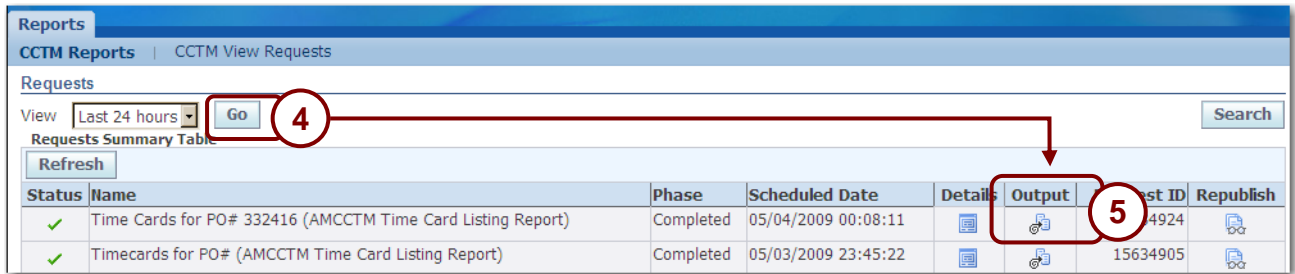 Reports
CCTM Reports | CCTM View Requests
Requests
View Last 24 hours Go 4 Search
Requests Summary Table
Refresh
Status Name Phase Scheduled Date Details Output 5 Republish
Time Cards for PO# 332416 (AMCCTM Time Card Listing Report) Completed 05/04/2009 00:08:11
Timecards for PO# (AMCCTM Time Card Listing Report) Completed 05/03/2009 23:45:22 15634905